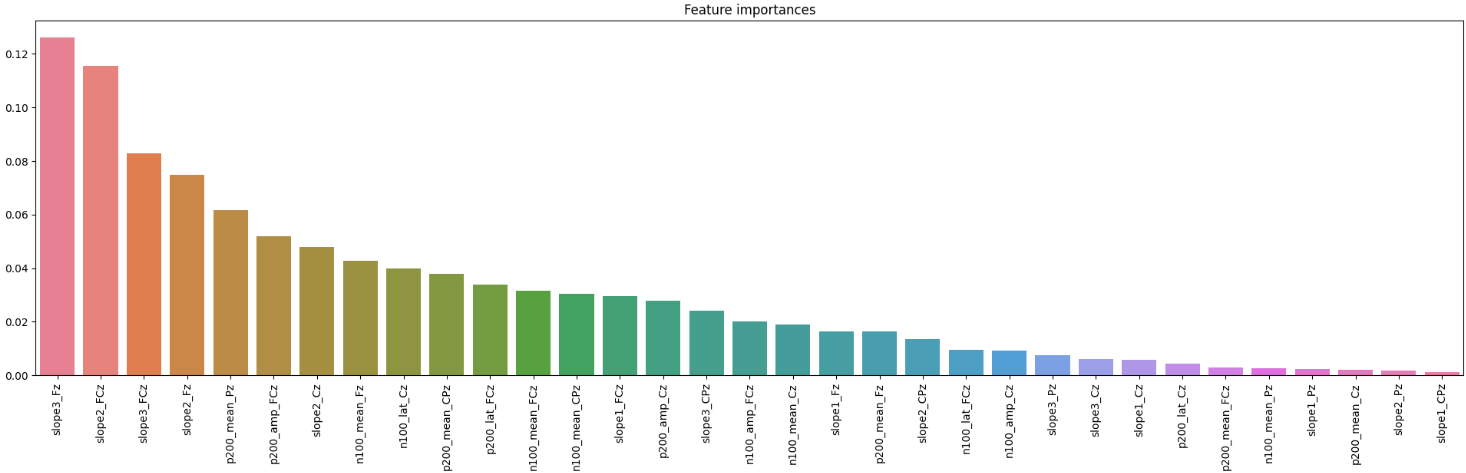 Feature importances
0.12
0.10
0.08
0.06
0.04
0.02
0.00
slope3_Fz
slope2_FCz
slope3_FCz
slope2_Fz
p200_mean_Pz
p200_amp_FCz
slope2_Cz
n100_mean_Fz
n100_lat_Cz
p200_mean_CPz
p200_lat_FCz
n100_mean_FCz
n100_mean_CPz
slope1_FCz
p200_amp_Cz
slope3_CPz
n100_amp_FCz
n100_mean_Cz
slope1_Fz
p200_mean_Fz
slope2_CPz
n100_lat_FCz
n100_amp_Cz
slope3_Pz
slope3_Cz
slope1_Cz
p200_lat_Cz
p200_mean_FCz
n100_mean_Pz
slope1_Pz
p200_mean_Cz
slope2_Pz
slope1_CPz